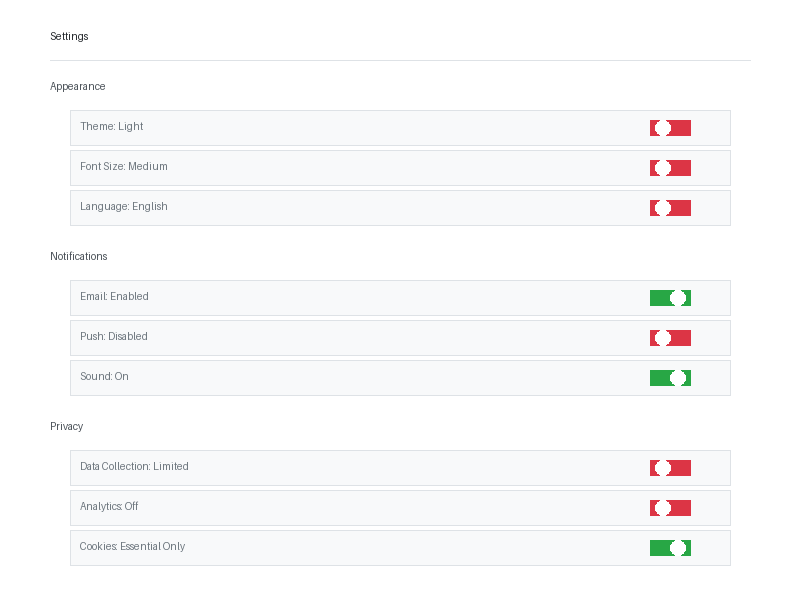 Settings
Appearance
Theme: Light
Font Size: Medium
Language: English
Notifications
Email: Enabled
Push: Disabled
Sound: On
Privacy
Data Collection: Limited
Analytics: Off
Cookies: Essential Only